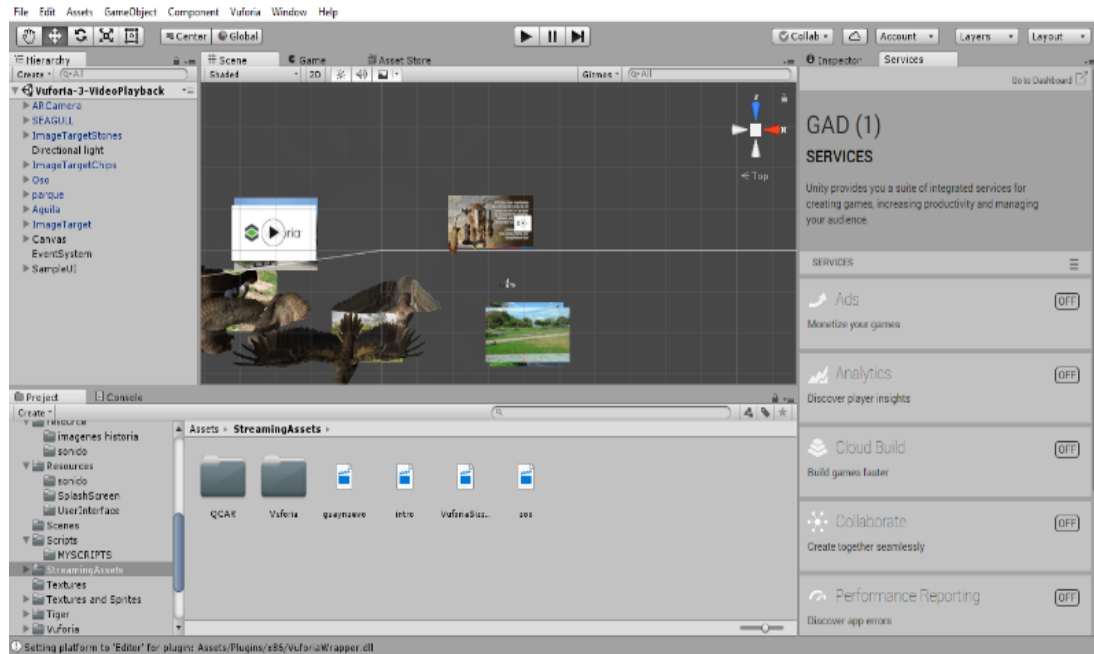 File Edit Assets GameObject Component Vuforia Window Help
Center Global
Collab Account Layers Layout
Hierarchy
Create All
Vuforia-3-VideoPlayback
ARCamera
SEAGULL
ImageTargetStones
Directional light
ImageTargetChips
Oso
parque
Aguila
ImageTarget
Canvas
EventSystem
SampleUI
Scene Game Asset Store
Shaded 2D Gizmos All
z
x
Top
Inspector Services
Go to Dashboard
GAD (1)
SERVICES
Unity provides you a suite of integrated services for
creating games, increasing productivity and managing
your audience.
SERVICES
Ads OFF
Monetize your games
Analytics OFF
Discover player insights
Cloud Build OFF
Build games faster
Collaborate OFF
Create together seamlessly
Performance Reporting OFF
Discover app errors
Project Console
Create
resource
imagenes historia
sonido
Resources
sonido
SplashScreen
UserInterface
Scenes
Scripts
MYSCRIPTS
StreamingAssets
Textures
Textures and Sprites
Tiger
Vuforia
Assets StreamingAssets
QCAR Vuforia intro VuforiaSizz... zoo
Setting platform to 'Editor' for plugin: Assets/Plugins/x86/VuforiaWrapper.dll